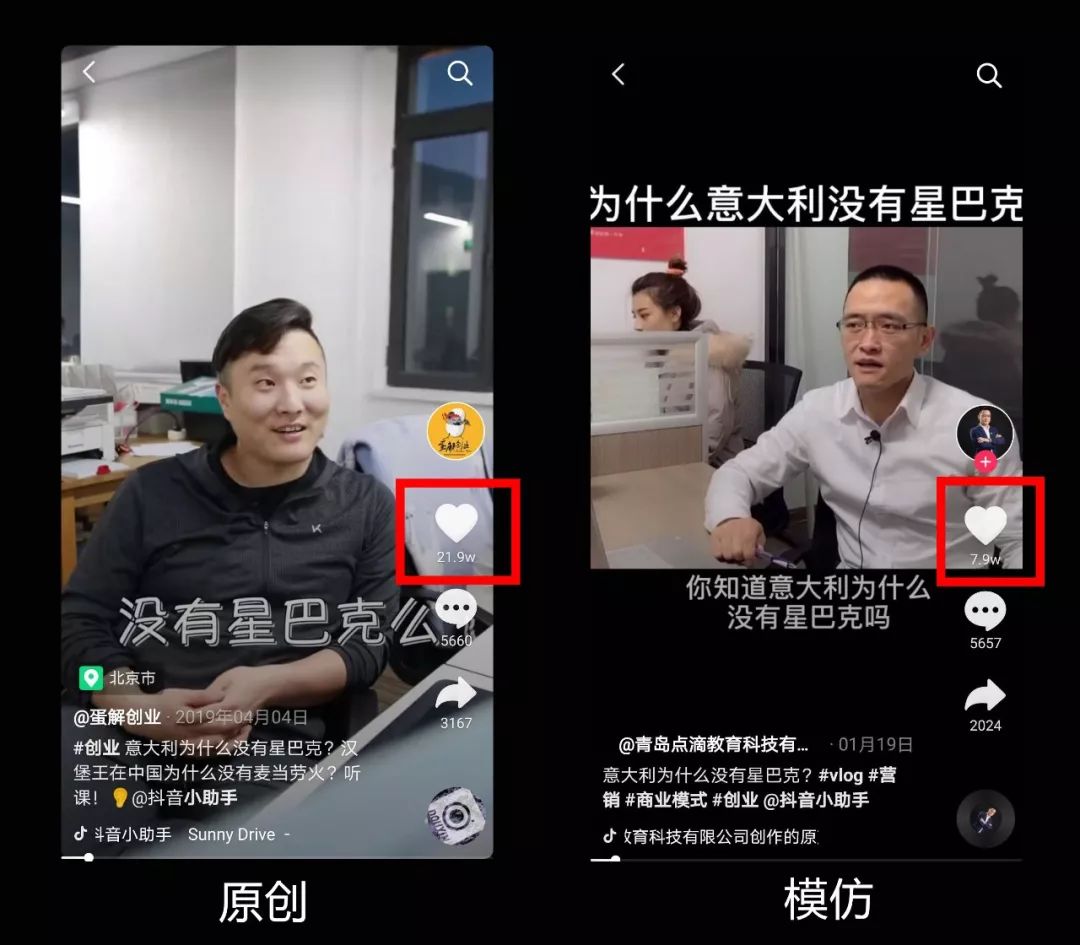 21.9w
没有星巴克么
5660
北京市
@蛋解创业 · 2019年04月04日
3167
#创业 意大利为什么没有星巴克？汉
堡王在中国为什么没有麦当劳火？听
课！💡@抖音小助手
抖音小助手 Sunny Drive -
原创
为什么意大利没有星巴克
7.9w
你知道意大利为什么
没有星巴克吗
5657
2024
@青岛点滴教育科技有... · 01月19日
意大利为什么没有星巴克？#vlog #营
销 #商业模式 #创业 @抖音小助手
教育科技有限公司创作的原
模仿